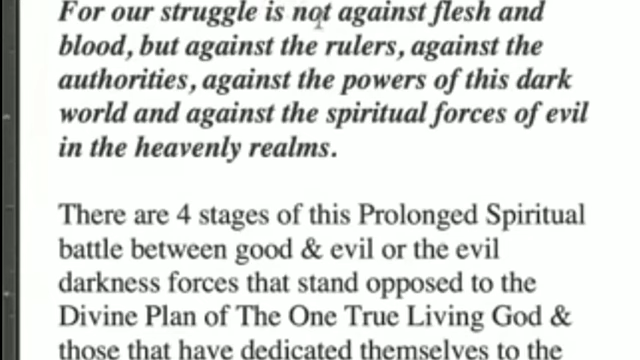 For our struggle is not against flesh and
blood, but against the rulers, against the
authorities, against the powers of this dark
world and against the spiritual forces of evil
in the heavenly realms.
There are 4 stages of this Prolonged Spiritual
battle between good & evil or the evil
darkness forces that stand opposed to the
Divine Plan of The One True Living God &
those that have dedicated themselves to the